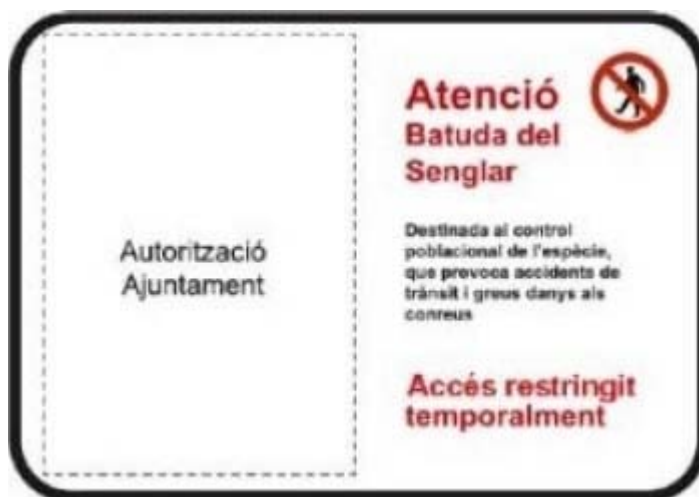 Autorització
Ajuntament
Atenció
Batuda del
Senglar
Destinada al control
poblacional de l'espècie,
que provoca accidents de
trànsit i greus danys als
conreus
Accés restringit
temporalment